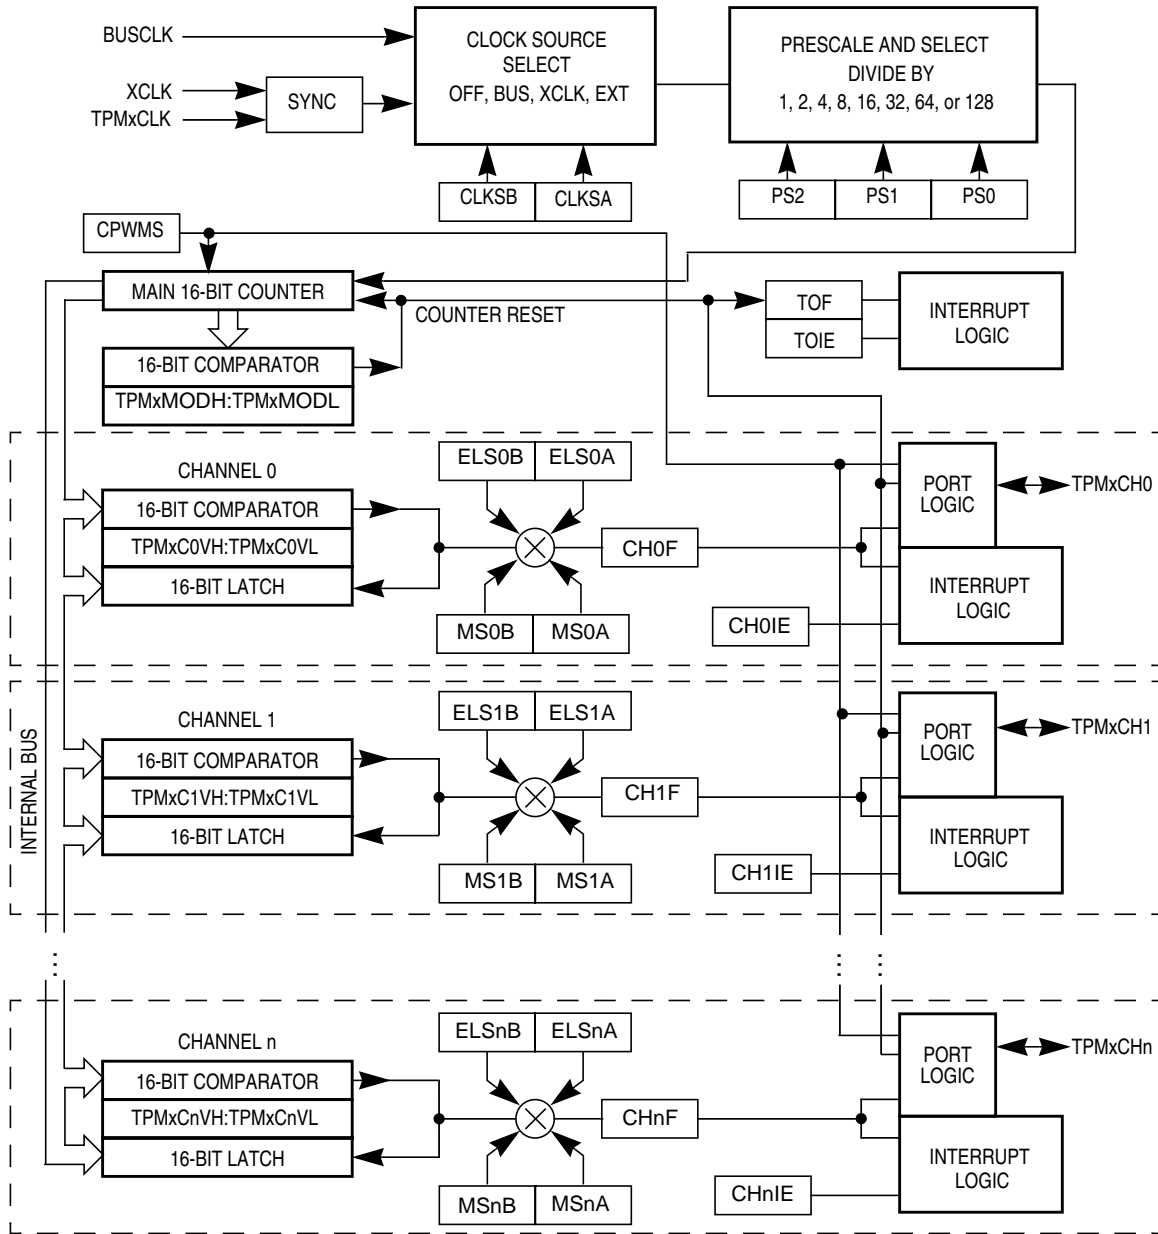 BUSCLK
XCLK
TPMxCLK
SYNC
CLOCK SOURCE
SELECT
OFF, BUS, XCLK, EXT
PRESCALE AND SELECT
DIVIDE BY
1, 2, 4, 8, 16, 32, 64, or 128
CLKSB
CLKSA
PS2
PS1
PS0
CPWMS
MAIN 16-BIT COUNTER
COUNTER RESET
16-BIT COMPARATOR
TPMxMODH:TPMxMODL
TOF
TOIE
INTERRUPT
LOGIC
CHANNEL 0
16-BIT COMPARATOR
TPMxC0VH:TPMxC0VL
16-BIT LATCH
ELS0B
ELS0A
MS0B
MS0A
CH0F
CH0IE
PORT
LOGIC
INTERRUPT
LOGIC
TPMxCH0
INTERNAL BUS
CHANNEL 1
16-BIT COMPARATOR
TPMxC1VH:TPMxC1VL
16-BIT LATCH
ELS1B
ELS1A
MS1B
MS1A
CH1F
CH1IE
PORT
LOGIC
INTERRUPT
LOGIC
TPMxCH1
...
... ...
CHANNEL n
16-BIT COMPARATOR
TPMxCnVH:TPMxCnVL
16-BIT LATCH
ELSnB
ELSnA
MSnB
MSnA
CHnF
CHnIE
PORT
LOGIC
INTERRUPT
LOGIC
TPMxCHn